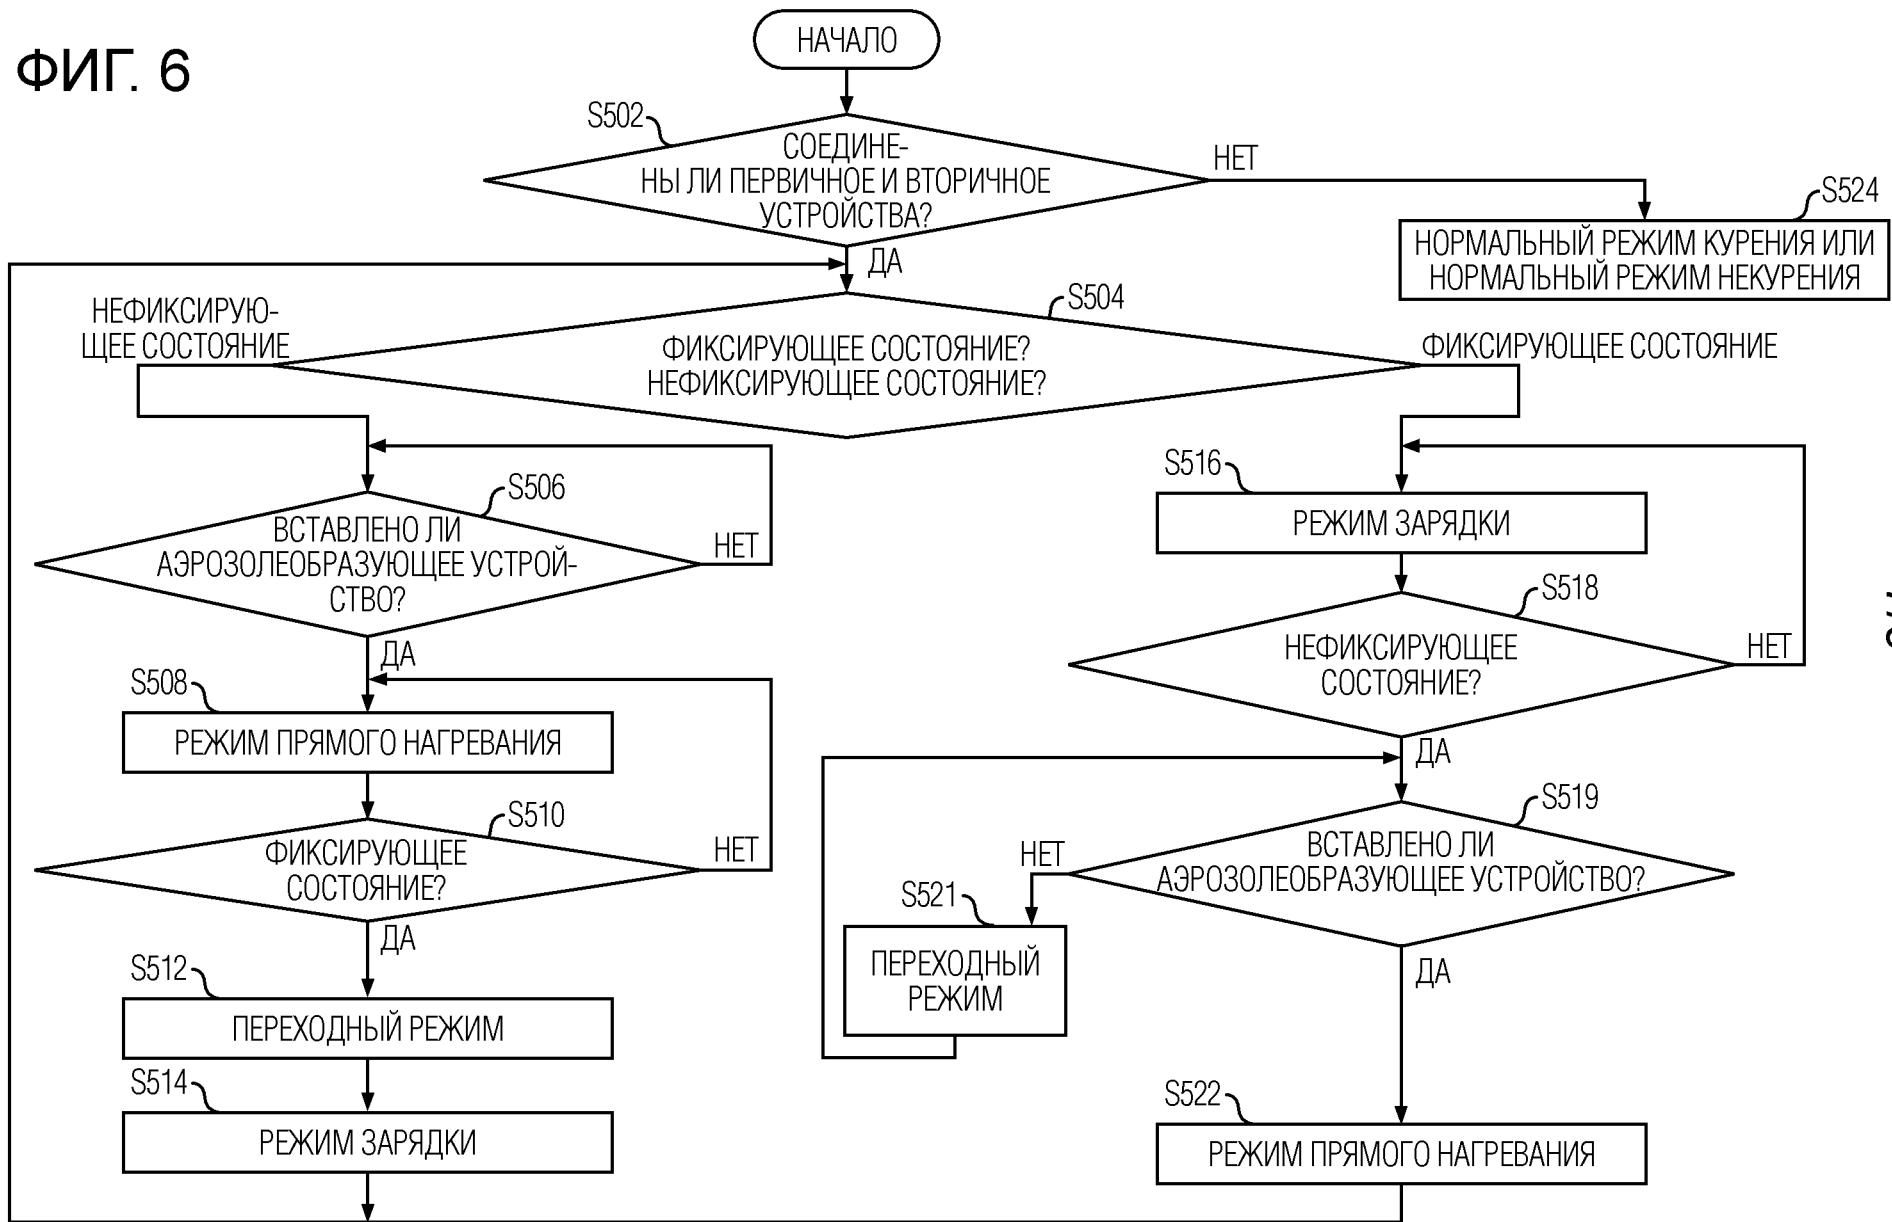 ФИГ. 6
НАЧАЛО
S502
СОЕДИНЕ-
НЫ ЛИ ПЕРВИЧНОЕ И ВТОРИЧНОЕ
УСТРОЙСТВА?
НЕТ
S524
НОРМАЛЬНЫЙ РЕЖИМ КУРЕНИЯ ИЛИ
НОРМАЛЬНЫЙ РЕЖИМ НЕКУРЕНИЯ
ДА
S504
ФИКСИРУЮЩЕЕ СОСТОЯНИЕ?
НЕФИКСИРУЮЩЕЕ СОСТОЯНИЕ?
НЕФИКСИРУЮ-
ЩЕЕ СОСТОЯНИЕ
ФИКСИРУЮЩЕЕ СОСТОЯНИЕ
S506
ВСТАВЛЕНО ЛИ
АЭРОЗОЛЕОБРАЗУЮЩЕЕ УСТРОЙ-
СТВО?
НЕТ
ДА
S508
РЕЖИМ ПРЯМОГО НАГРЕВАНИЯ
S510
ФИКСИРУЮЩЕЕ
СОСТОЯНИЕ?
НЕТ
ДА
S512
ПЕРЕХОДНЫЙ РЕЖИМ
S514
РЕЖИМ ЗАРЯДКИ
S516
РЕЖИМ ЗАРЯДКИ
S518
НЕФИКСИРУЮЩЕЕ
СОСТОЯНИЕ?
НЕТ
ДА
S519
ВСТАВЛЕНО ЛИ
АЭРОЗОЛЕОБРАЗУЮЩЕЕ УСТРОЙСТВО?
НЕТ
S521
ПЕРЕХОДНЫЙ
РЕЖИМ
ДА
S522
РЕЖИМ ПРЯМОГО НАГРЕВАНИЯ